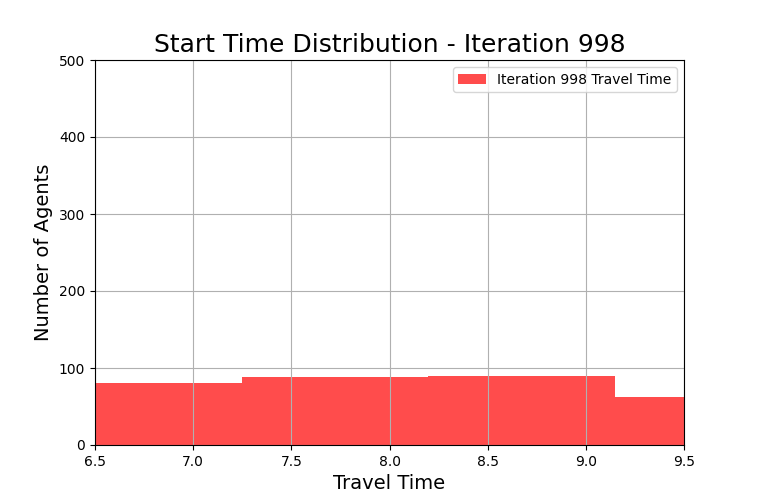 Start Time Distribution - Iteration 998
500
Iteration 998 Travel Time
400
300
200
100
0
Number of Agents
6.5 7.0 7.5 8.0 8.5 9.0 9.5
Travel Time